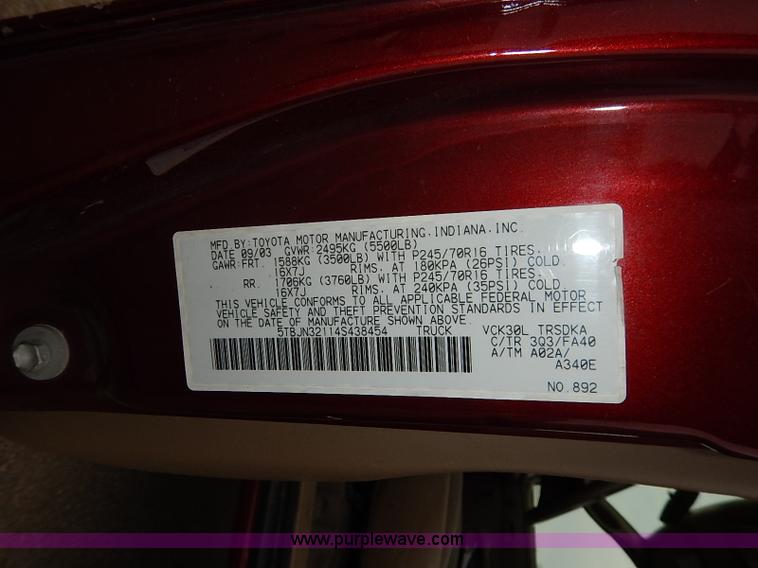 MFD.BY:TOYOTA MOTOR MANUFACTURING,INDIANA,INC.
DATE 09/03 GVWR:2495KG (5500LB)
GAWR:FRT. 1588KG (3500LB) WITH P245/70R16 TIRES.
16X7J RIMS. AT 180KPA (26PSI) COLD.
RR. 1706KG (3760LB) WITH P245/70R16 TIRES.
16X7J RIMS. AT 240KPA (35PSI) COLD
THIS VEHICLE CONFORMS TO ALL APPLICABLE FEDERAL MOTOR
VEHICLE SAFETY AND THEFT PREVENTION STANDARDS IN EFFECT
ON THE DATE OF MANUFACTURE SHOWN ABOVE.
5TBJN32114S438454 TRUCK VCK30L TRSDKA
C/TR 3Q3/FA40
A/TM A02A/
A340E
NO.892
www.purplewave.com